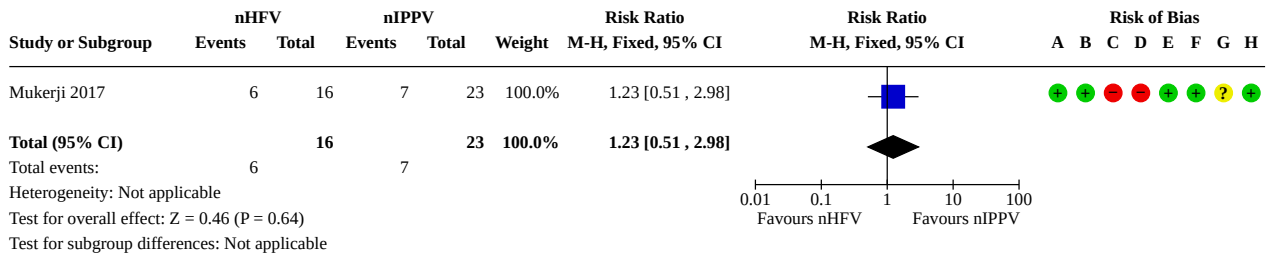 nHFV nIPPV Risk Ratio Risk Ratio Risk of Bias
Study or Subgroup Events Total Events Total Weight M-H, Fixed, 95% CI M-H, Fixed, 95% CI A B C D E F G H
Mukerji 2017 6 16 7 23 100.0% 1.23 [0.51 , 2.98] + + − − + + ? +
Total (95% CI) 16 23 100.0% 1.23 [0.51 , 2.98]
Total events: 6 7
Heterogeneity: Not applicable 0.01 0.1 1 10 100
Test for overall effect: Z = 0.46 (P = 0.64) Favours nHFV Favours nIPPV
Test for subgroup differences: Not applicable